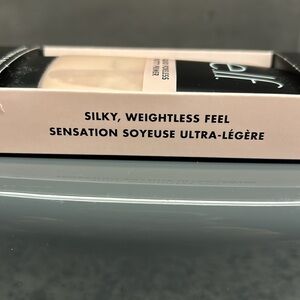 e.l.f.
SILKY, WEIGHTLESS FEEL
SENSATION SOYEUSE ULTRA-LÉGÈRE